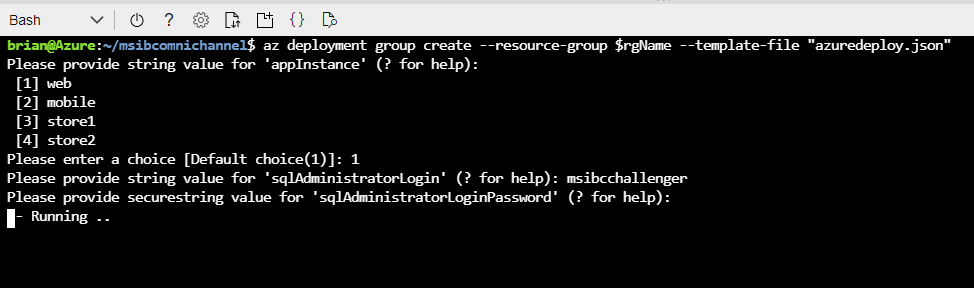 Bash
?
{}
brian@Azure:~/msibcomnichannel$ az deployment group create --resource-group $rgName --template-file "azuredeploy.json"
Please provide string value for 'appInstance' (? for help):
[1] web
[2] mobile
[3] store1
[4] store2
Please enter a choice [Default choice(1)]: 1
Please provide string value for 'sqlAdministratorLogin' (? for help): msibcchallenger
Please provide securestring value for 'sqlAdministratorLoginPassword' (? for help):
- Running ..